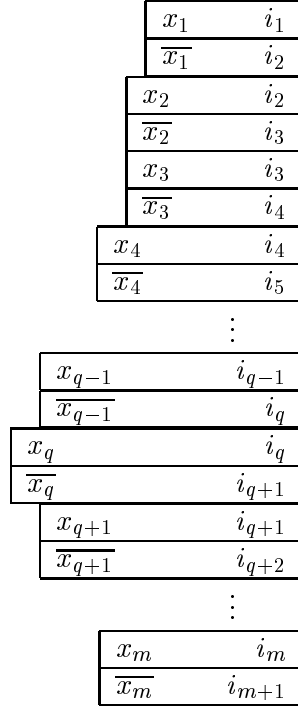 x_1 i_1
\overline{x_1} i_2
x_2 i_2
\overline{x_2} i_3
x_3 i_3
\overline{x_3} i_4
x_4 i_4
\overline{x_4} i_5
⋮
x_{q-1} i_{q-1}
\overline{x_{q-1}} i_q
x_q i_q
\overline{x_q} i_{q+1}
x_{q+1} i_{q+1}
\overline{x_{q+1}} i_{q+2}
⋮
x_m i_m
\overline{x_m} i_{m+1}